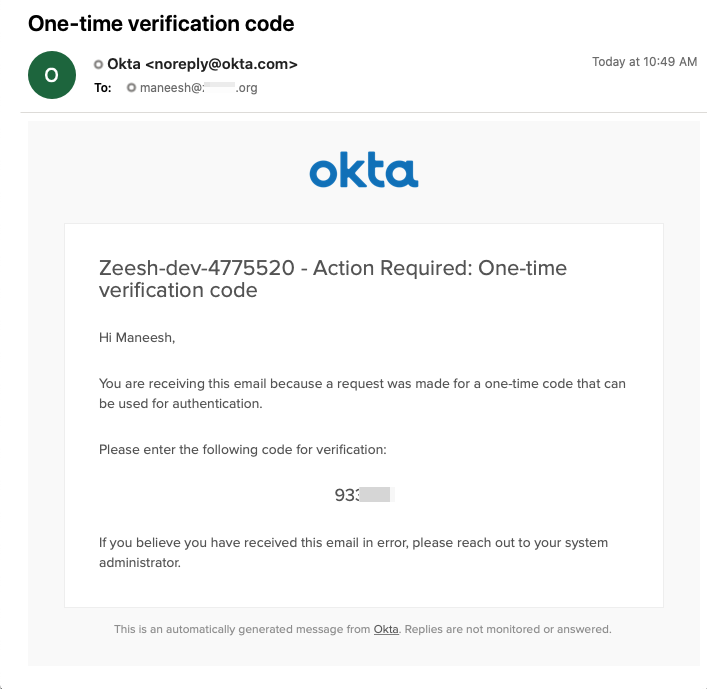 One-time verification code
O
Okta <noreply@okta.com>
Today at 10:49 AM
To: maneesh@ .org
okta
Zeesh-dev-4775520 - Action Required: One-time
verification code
Hi Maneesh,
You are receiving this email because a request was made for a one-time code that can
be used for authentication.
Please enter the following code for verification:
93
If you believe you have received this email in error, please reach out to your system
administrator.
This is an automatically generated message from Okta. Replies are not monitored or answered.